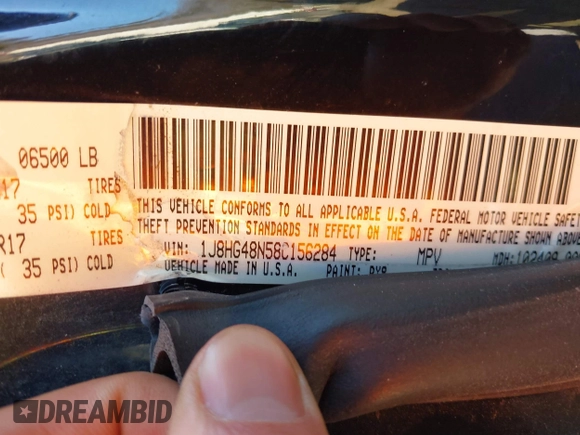 06500 LB
17 TIRES
35 PSI) COLD
R17 TIRES
( 35 PSI) COLD
THIS VEHICLE CONFORMS TO ALL APPLICABLE U.S.A. FEDERAL MOTOR VEHICLE SAFE
THEFT PREVENTION STANDARDS IN EFFECT ON THE DATE OF MANUFACTURE SHOWN ABOVE
VIN: 1J8HG48N58C156284 TYPE: MPV MDH:
VEHICLE MADE IN U.S.A. PAINT:
DREAMBID